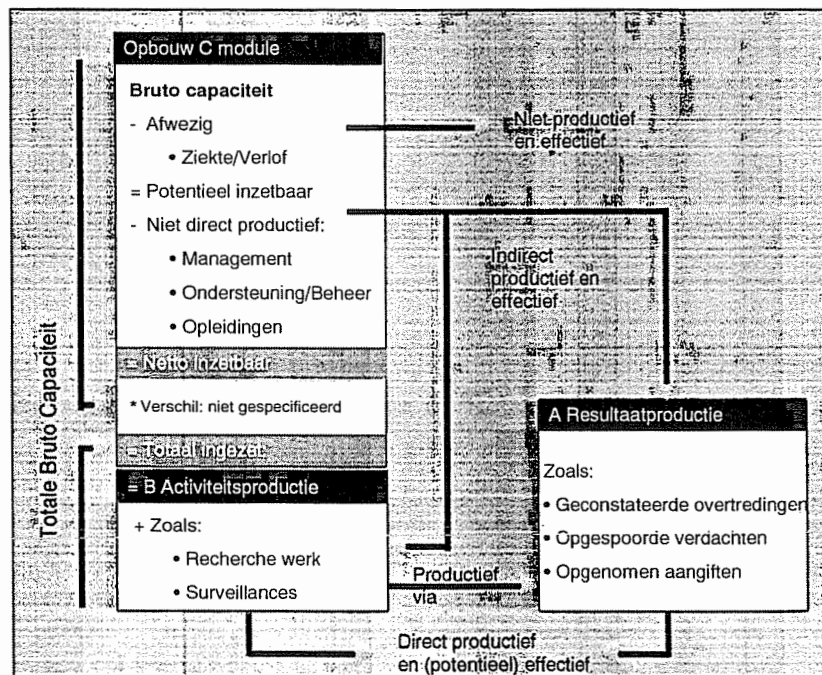 Opbouw C module
Bruto capaciteit
- Afwezig
• Ziekte/Verlof
= Potentieel inzetbaar
- Niet direct productief:
• Management
• Ondersteuning/Beheer
• Opleidingen
= Netto inzetbaar
* Verschil: niet gespecificeerd
= Totaal ingezet
= B Activiteitsproductie
+ Zoals:
• Recherche werk
• Surveillances
Totale Bruto Capaciteit
Niet productief
en effectief
Indirect
productief en
effectief
A Resultaatproductie
Zoals:
• Geconstateerde overtredingen
• Opgespoorde verdachten
• Opgenomen aangiften
Productief
via
Direct productief
en (potentieel) effectief